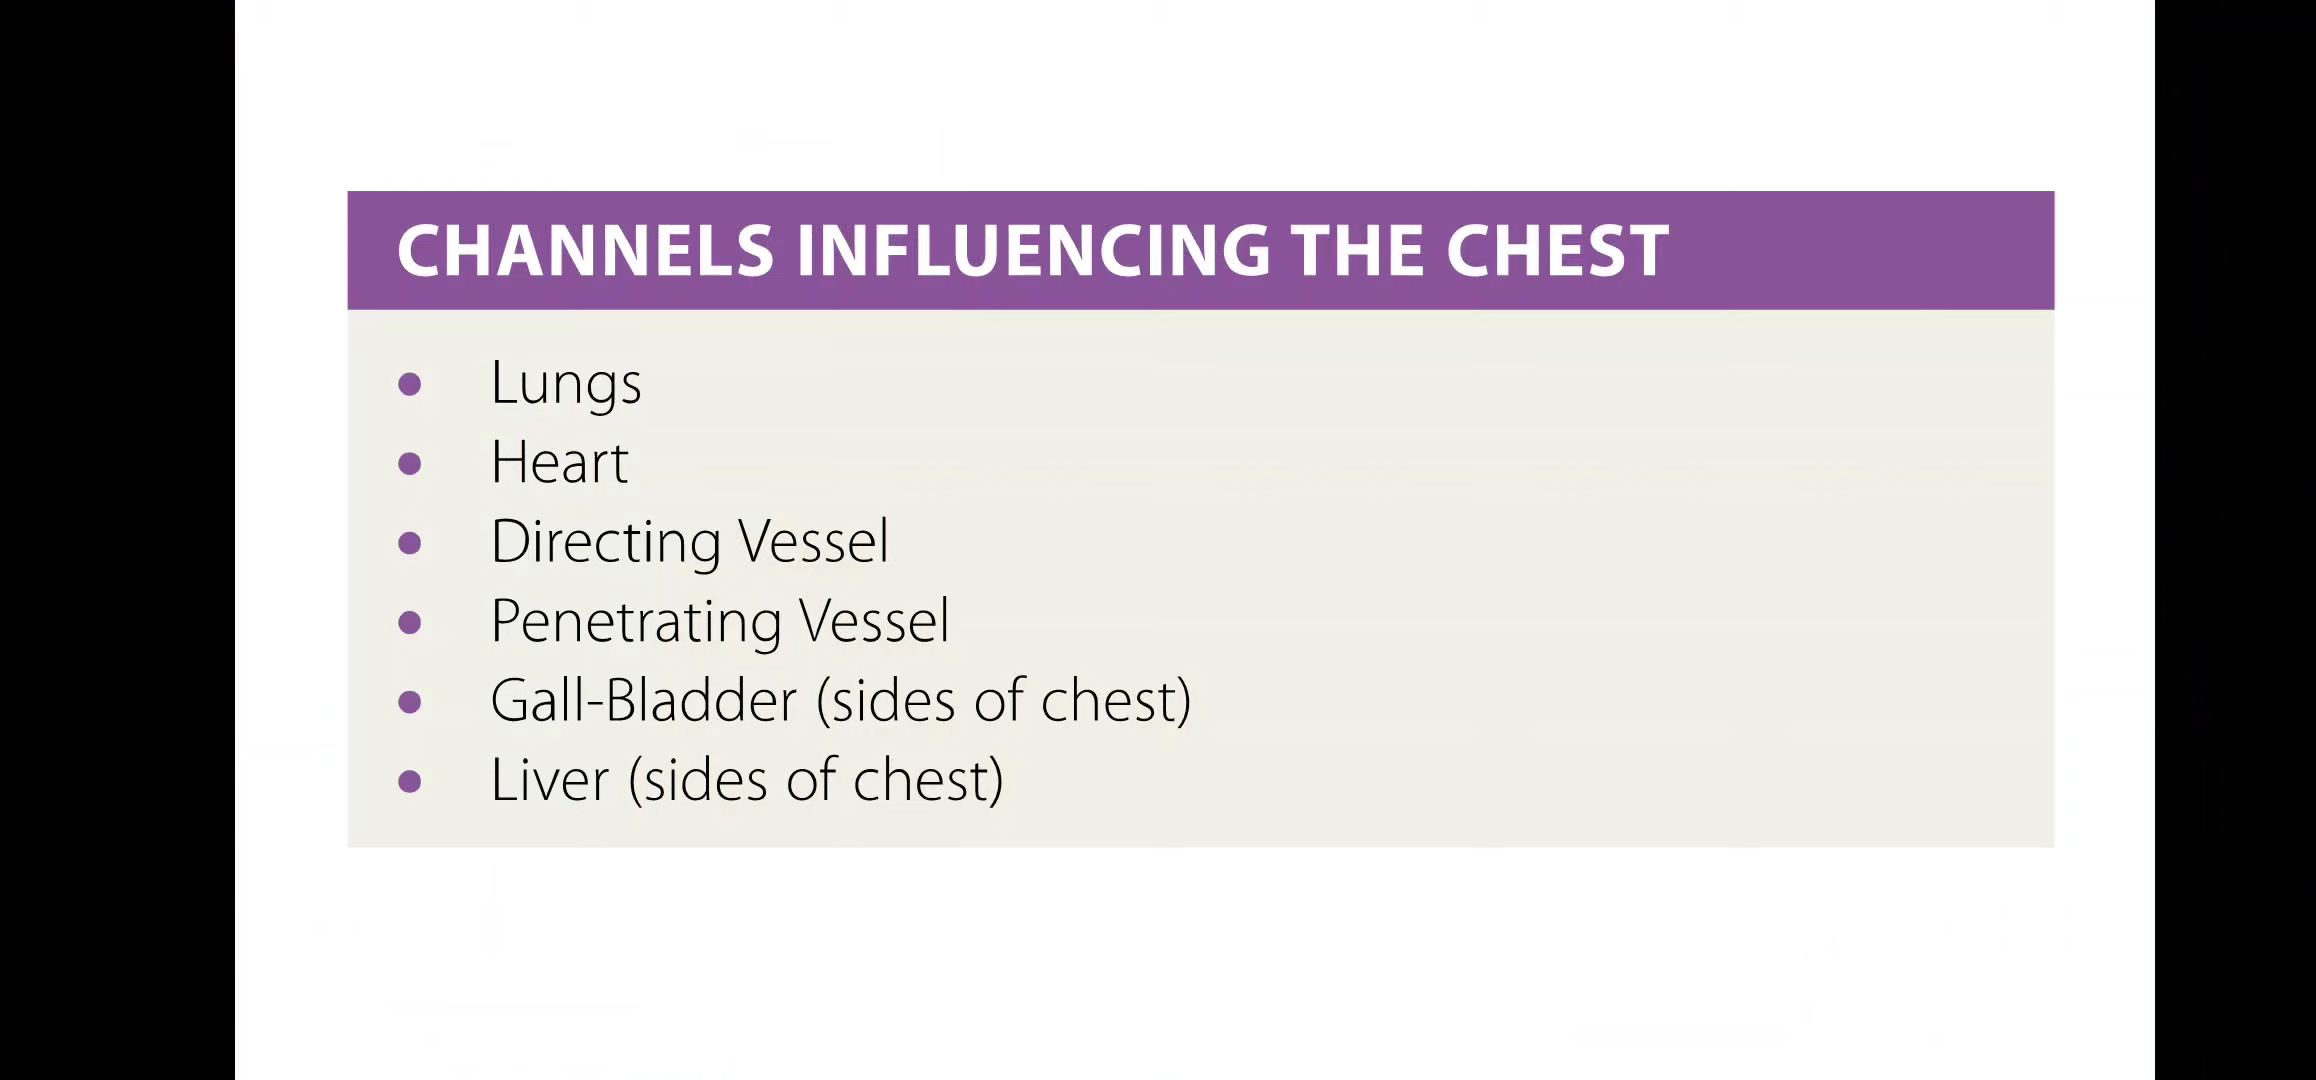 CHANNELS INFLUENCING THE CHEST
• Lungs
• Heart
• Directing Vessel
• Penetrating Vessel
• Gall-Bladder (sides of chest)
• Liver (sides of chest)